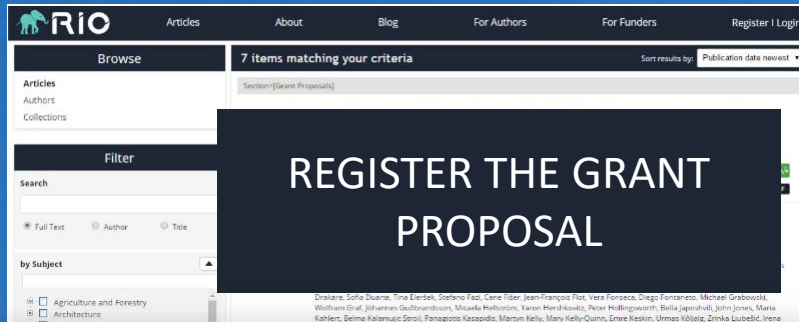 RIO Articles About Blog For Authors For Funders Register | Login
Browse
Articles
Authors
Collections
Filter
Search
Full Text Author Title
by Subject
Agriculture and Forestry
Architecture
7 items matching your criteria Sort results by: Publication date newest
Section=[Grant Proposals]
REGISTER THE GRANT
PROPOSAL
Drakare, Sofia Duarte, Tina Elersek, Stefano Fazi, Cene Fišer, Jean-François Flot, Vera Fonseca, Diego Fontaneto, Michael Grabowski,
Wolfram Graf, Jóhannes Guðbrandsson, Micaela Hellström, Yaron Hershkovitz, Peter Hollingsworth, Bella Japoshvili, John Jones, Maria
Kahlert, Belma Kalamujic Stroil, Panagiotis Kasapidis, Martyn Kelly, Mary Kelly-Quinn, Emre Keskin, Urmas Kõljalg, Zrinka Ljubešić, Irena